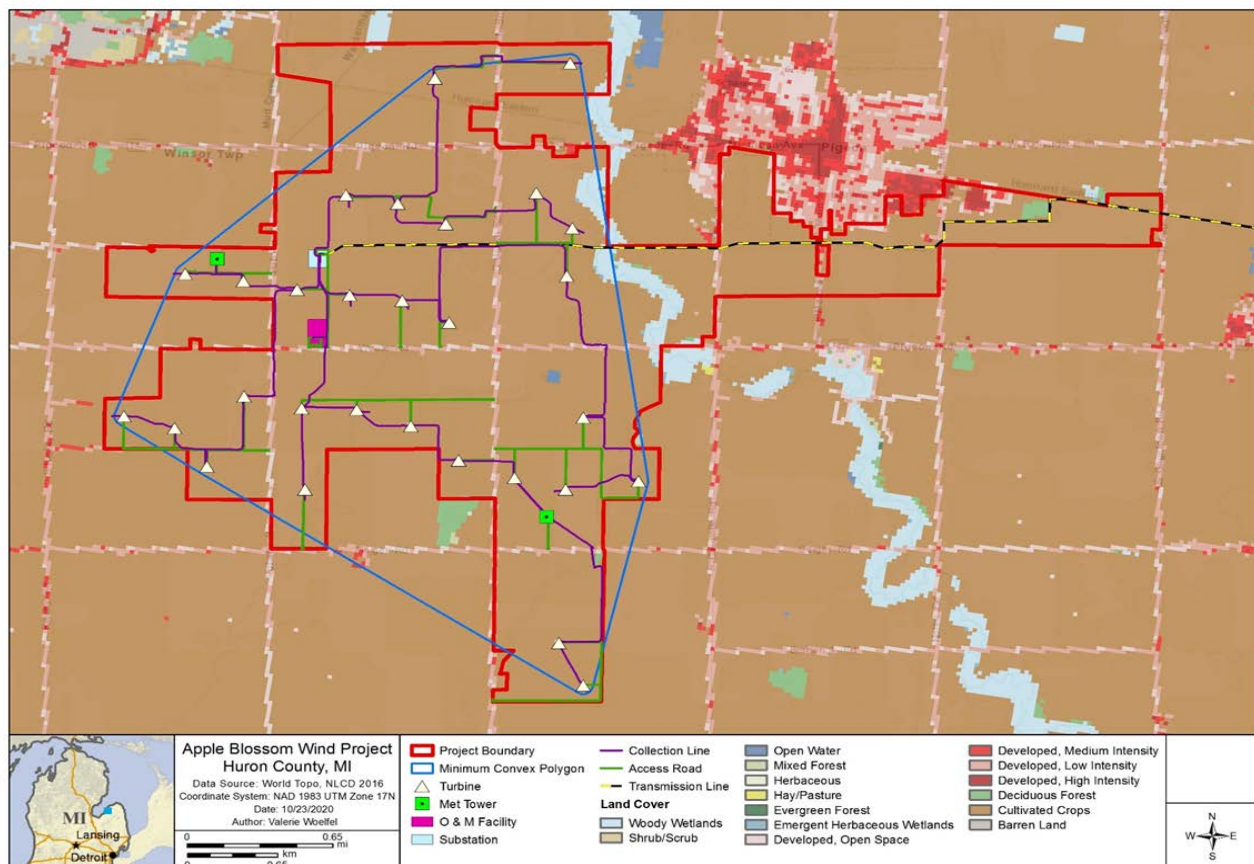 Winsor Twp
Apple Blossom Wind Project
Huron County, MI
Data Source: World Topo, NLCD 2016
Coordinate System: NAD 1983 UTM Zone 17N
Date: 10/23/2020
Author: Valerie Woelfel
0 0.65
mi
km
0 0.65
MI
Lansing
Detroit
Project Boundary
Minimum Convex Polygon
Turbine
Met Tower
O & M Facility
Substation
Collection Line
Access Road
Transmission Line
Land Cover
Woody Wetlands
Shrub/Scrub
Open Water
Mixed Forest
Herbaceous
Hay/Pasture
Evergreen Forest
Emergent Herbaceous Wetlands
Developed, Open Space
Developed, Medium Intensity
Developed, Low Intensity
Developed, High Intensity
Deciduous Forest
Cultivated Crops
Barren Land
N
W E
S